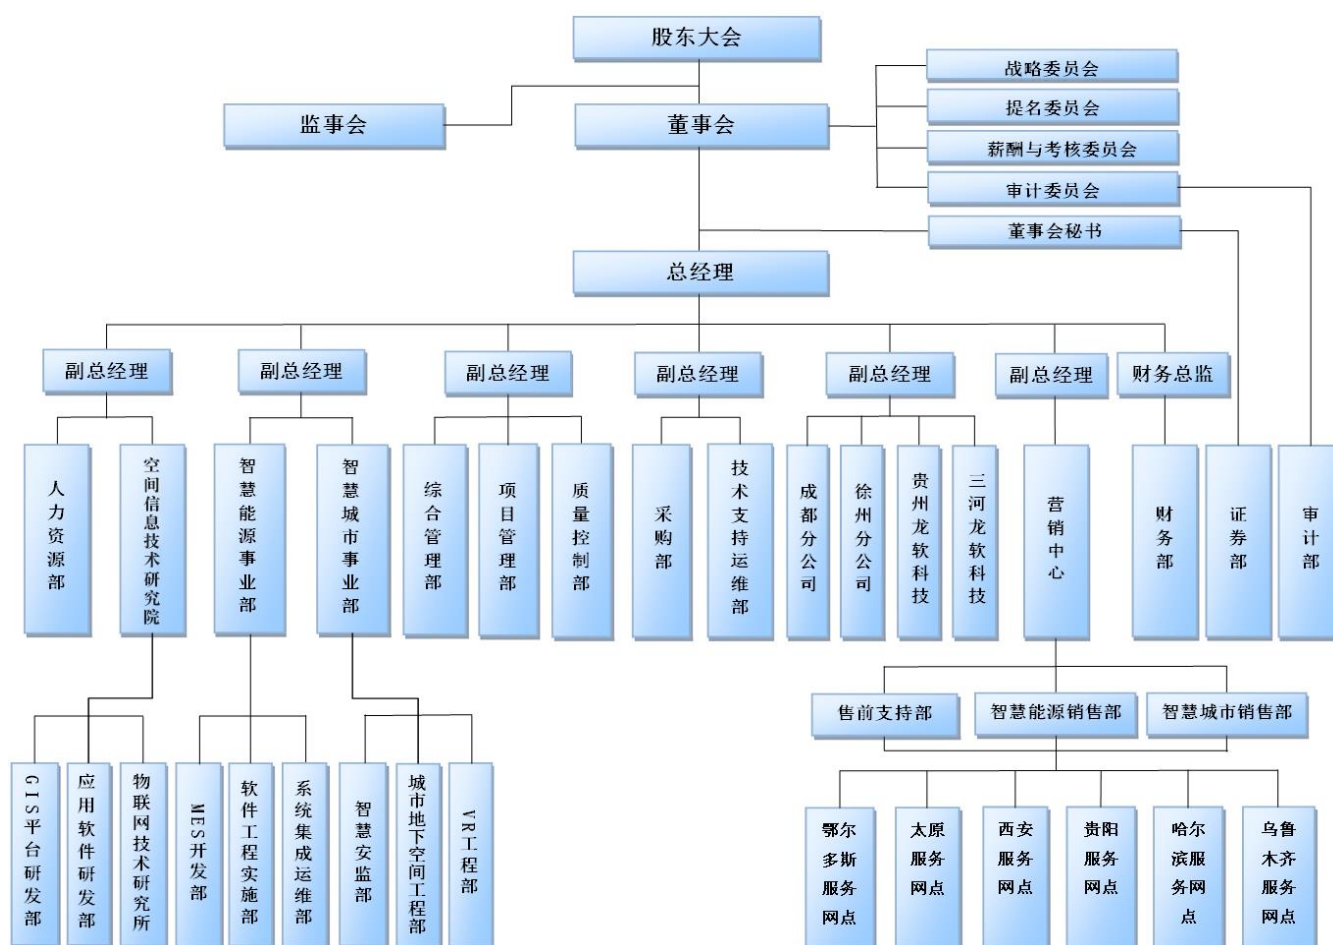 股东大会
战略委员会
提名委员会
监事会
董事会
薪酬与考核委员会
审计委员会
董事会秘书
总经理
副总经理
副总经理
副总经理
副总经理
副总经理
副总经理
财务总监
人力资源部
空间信息技术研究院
智慧能源事业部
智慧城市事业部
综合管理部
项目管理部
质量控制部
采购部
技术支持运维部
成都分公司
徐州分公司
贵州龙软科技
三河龙软科技
营销中心
财务部
证券部
审计部
售前支持部
智慧能源销售部
智慧城市销售部
GIS平台研发部
应用软件研发部
物联网技术研究所
MES开发部
软件工程实施部
系统集成运维部
智慧安监部
城市地下空间工程部
VR工程部
鄂尔
多斯
服务
网点
太原
服务
网点
西安
服务
网点
贵阳
服务
网点
哈尔
滨服
务网
点
乌鲁
木齐
服务
网点